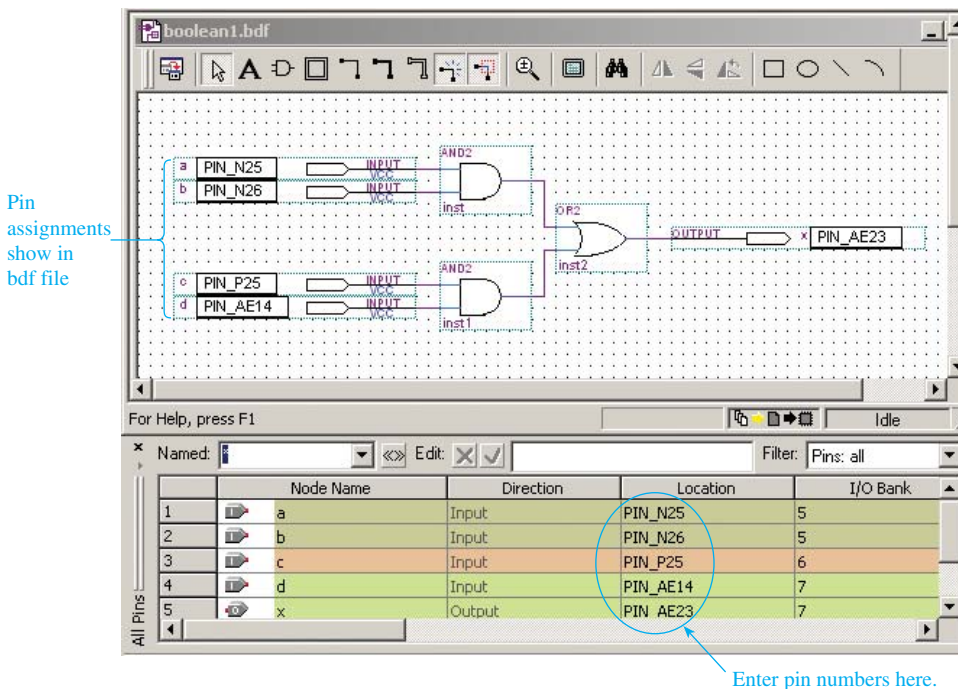 boolean1.bdf
A
AND2
a PIN_N25 INPUT
VCC
b PIN_N26 INPUT
VCC
inst
OR2
Pin
assignments
show in
bdf file
OUTPUT x PIN_AE23
inst2
AND2
c PIN_P25 INPUT
VCC
d PIN_AE14 INPUT
VCC
inst1
For Help, press F1 Idle
Named: * <<>> Edit: Filter: Pins: all
Node Name Direction Location I/O Bank
1 a Input PIN_N25 5
2 b Input PIN_N26 5
3 c Input PIN_P25 6
4 d Input PIN_AE14 7
5 x Output PIN_AE23 7
All Pins
Enter pin numbers here.